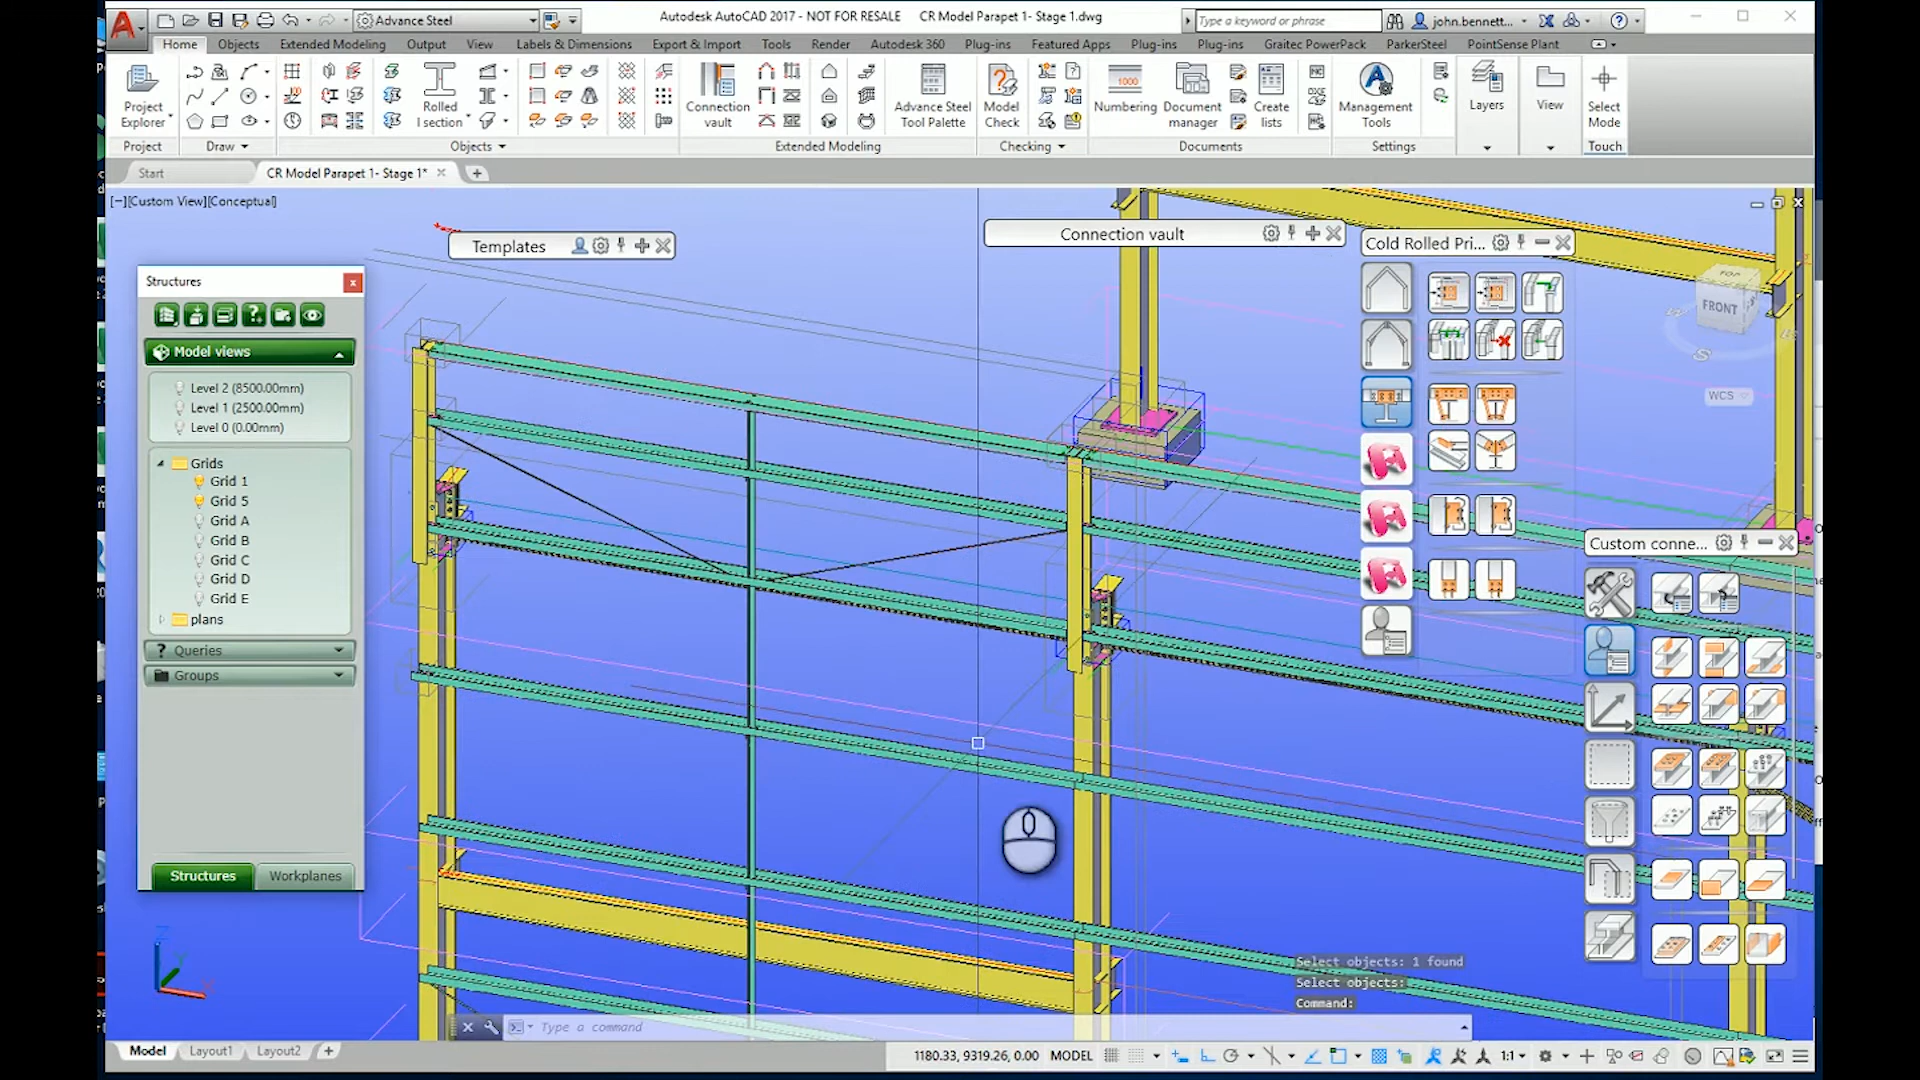 Advance Steel
Autodesk AutoCAD 2017 - NOT FOR RESALE CR Model Parapet 1- Stage 1.dwg
Type a keyword or phrase
john.bennett...
Home Objects Extended Modeling Output View Labels & Dimensions Export & Import Tools Render Autodesk 360 Plug-ins Featured Apps Plug-ins Plug-ins Graitec PowerPack ParkerSteel PointSense Plant
Project Explorer
Rolled I section
Connection vault
Advance Steel Tool Palette
Model Check
1000
Numbering
Document manager
Create lists
Management Tools
Layers
View
Select Mode
Project Draw Objects Extended Modeling Checking Documents Settings Touch
Start CR Model Parapet 1- Stage 1*
[−][Custom View][Conceptual]
Templates
Connection vault
Cold Rolled Pri...
TOP
FRONT
S
WCS
Structures
Model views
Level 2 (8500.00mm)
Level 1 (2500.00mm)
Level 0 (0.00mm)
Grids
Grid 1
Grid 5
Grid A
Grid B
Grid C
Grid D
Grid E
plans
Queries
Groups
Structures Workplanes
Custom conne...
Select objects: 1 found
Select objects:
Command:
Type a command
Model Layout1 Layout2
1180.33, 9319.26, 0.00 MODEL
1:1